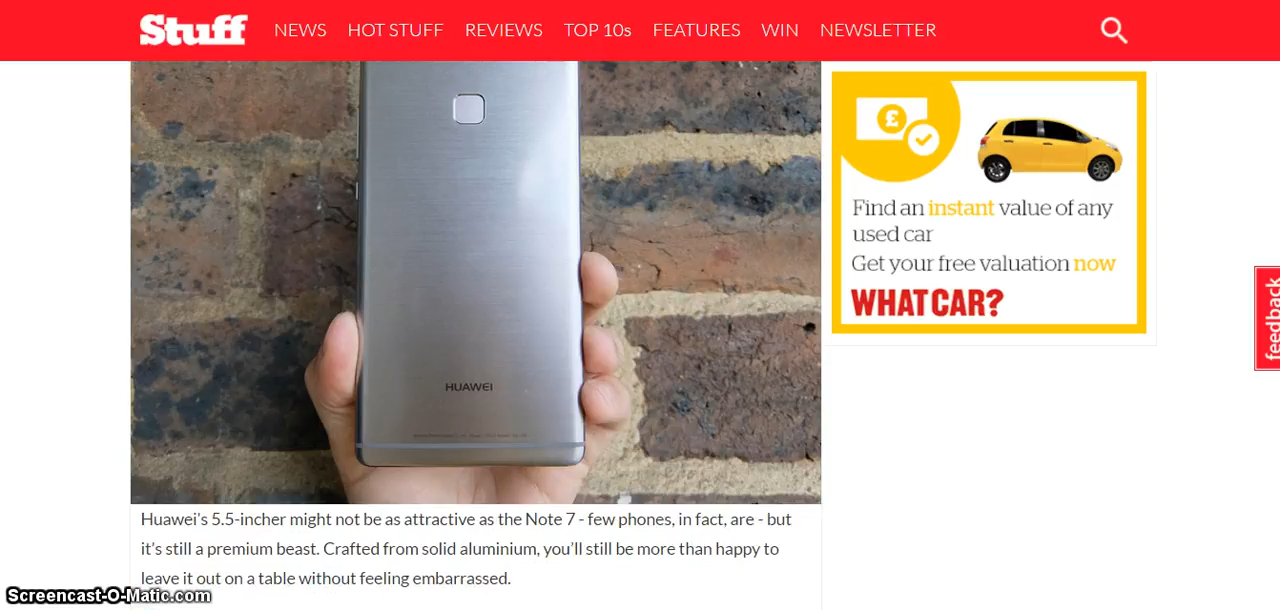 Stuff
NEWS HOT STUFF REVIEWS TOP 10s FEATURES WIN NEWSLETTER
£
Find an instant value of any
used car
Get your free valuation now
WHAT CAR?
feedback
HUAWEI
Huawei's 5.5-incher might not be as attractive as the Note 7 - few phones, in fact, are - but
it's still a premium beast. Crafted from solid aluminium, you'll still be more than happy to
leave it out on a table without feeling embarrassed.
Screencast-O-Matic.com